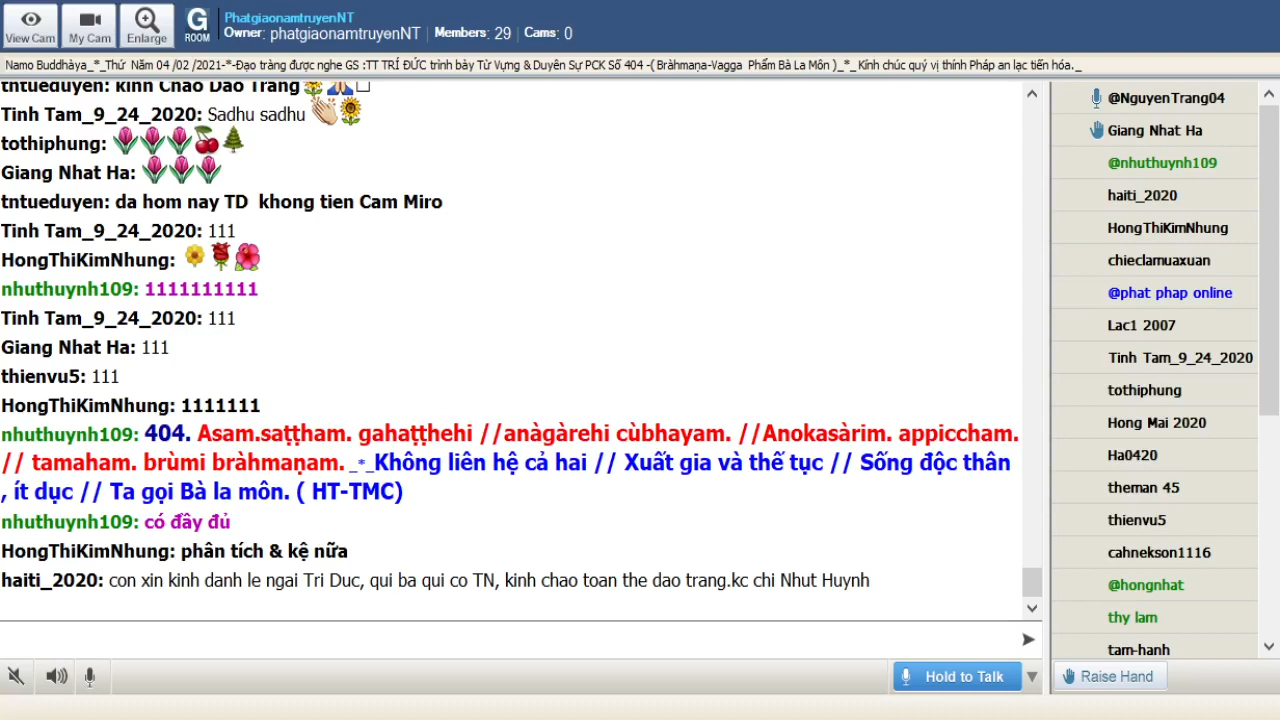 View Cam
My Cam
Enlarge
G
ROOM
PhatgiaonamtruyenNT
Owner: phatgiaonamtruyenNT | Members: 29 | Cams: 0
Namo Buddhàya_*_Thứ Năm 04 /02 /2021-*-Đạo tràng được nghe GS :TT TRÍ ĐỨC trình bày Từ Vựng & Duyên Sự PCK Số 404 -( Bràhmaṇa-Vagga Phẩm Bà La Môn )_*_ Kính chúc quý vị thính Pháp an lạc tiến hóa._
tntueduyen: kinh Chao Dao Trang
Tinh Tam_9_24_2020: Sadhu sadhu
tothiphung:
Giang Nhat Ha:
tntueduyen: da hom nay TD khong tien Cam Miro
Tinh Tam_9_24_2020: 111
HongThiKimNhung:
nhuthuynh109: 1111111111
Tinh Tam_9_24_2020: 111
Giang Nhat Ha: 111
thienvu5: 111
HongThiKimNhung: 1111111
nhuthuynh109: 404. Asam.saṭṭham. gahaṭṭhehi //anàgàrehi cùbhayam. //Anokasàrim. appiccham.
// tamaham. brùmi bràhmaṇam. _*_Không liên hệ cả hai // Xuất gia và thế tục // Sống độc thân
, ít dục // Ta gọi Bà la môn. ( HT-TMC)
nhuthuynh109: có đầy đủ
HongThiKimNhung: phân tích & kệ nữa
haiti_2020: con xin kinh danh le ngai Tri Duc, qui ba qui co TN, kinh chao toan the dao trang.kc chi Nhut Huynh
Hold to Talk
@NguyenTrang04
Giang Nhat Ha
@nhuthuynh109
haiti_2020
HongThiKimNhung
chieclamuaxuan
@phat phap online
Lac1 2007
Tinh Tam_9_24_2020
tothiphung
Hong Mai 2020
Ha0420
theman 45
thienvu5
cahnekson1116
@hongnhat
thy lam
tam-hanh
Raise Hand